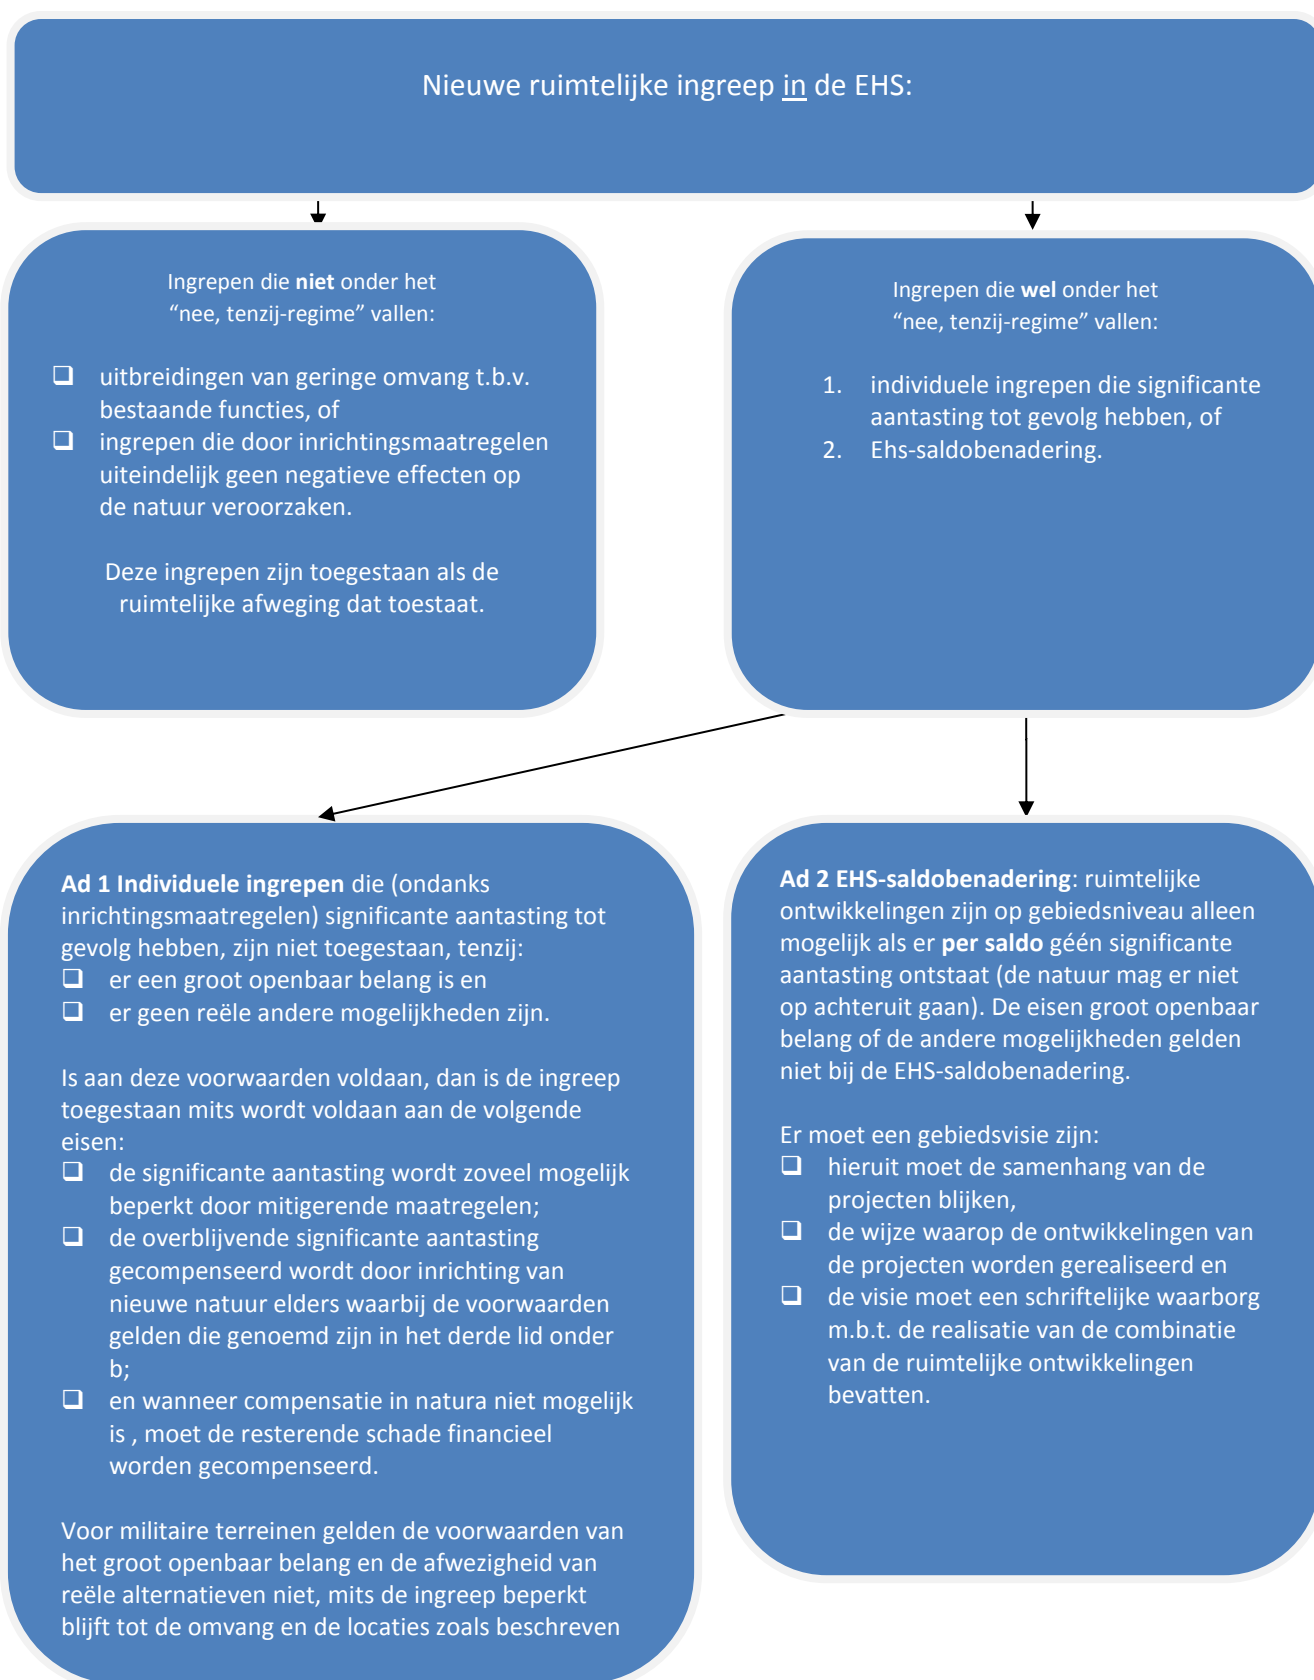 Nieuwe ruimtelijke ingreep in de EHS:
Ingrepen die niet onder het
“nee, tenzij-regime” vallen:
❑ uitbreidingen van geringe omvang t.b.v.
bestaande functies, of
❑ ingrepen die door inrichtingsmaatregelen
uiteindelijk geen negatieve effecten op
de natuur veroorzaken.
Deze ingrepen zijn toegestaan als de
ruimtelijke afweging dat toestaat.
Ingrepen die wel onder het
“nee, tenzij-regime” vallen:
1. individuele ingrepen die significante
aantasting tot gevolg hebben, of
2. Ehs-saldobenadering.
Ad 1 Individuele ingrepen die (ondanks
inrichtingsmaatregelen) significante aantasting tot
gevolg hebben, zijn niet toegestaan, tenzij:
❑ er een groot openbaar belang is en
❑ er geen reële andere mogelijkheden zijn.
Is aan deze voorwaarden voldaan, dan is de ingreep
toegestaan mits wordt voldaan aan de volgende
eisen:
❑ de significante aantasting wordt zoveel mogelijk
beperkt door mitigerende maatregelen;
❑ de overblijvende significante aantasting
gecompenseerd wordt door inrichting van
nieuwe natuur elders waarbij de voorwaarden
gelden die genoemd zijn in het derde lid onder
b;
❑ en wanneer compensatie in natura niet mogelijk
is , moet de resterende schade financieel
worden gecompenseerd.
Voor militaire terreinen gelden de voorwaarden van
het groot openbaar belang en de afwezigheid van
reële alternatieven niet, mits de ingreep beperkt
blijft tot de omvang en de locaties zoals beschreven
Ad 2 EHS-saldobenadering: ruimtelijke
ontwikkelingen zijn op gebiedsniveau alleen
mogelijk als er per saldo géén significante
aantasting ontstaat (de natuur mag er niet
op achteruit gaan). De eisen groot openbaar
belang of de andere mogelijkheden gelden
niet bij de EHS-saldobenadering.
Er moet een gebiedsvisie zijn:
❑ hieruit moet de samenhang van de
projecten blijken,
❑ de wijze waarop de ontwikkelingen van
de projecten worden gerealiseerd en
❑ de visie moet een schriftelijke waarborg
m.b.t. de realisatie van de combinatie
van de ruimtelijke ontwikkelingen
bevatten.